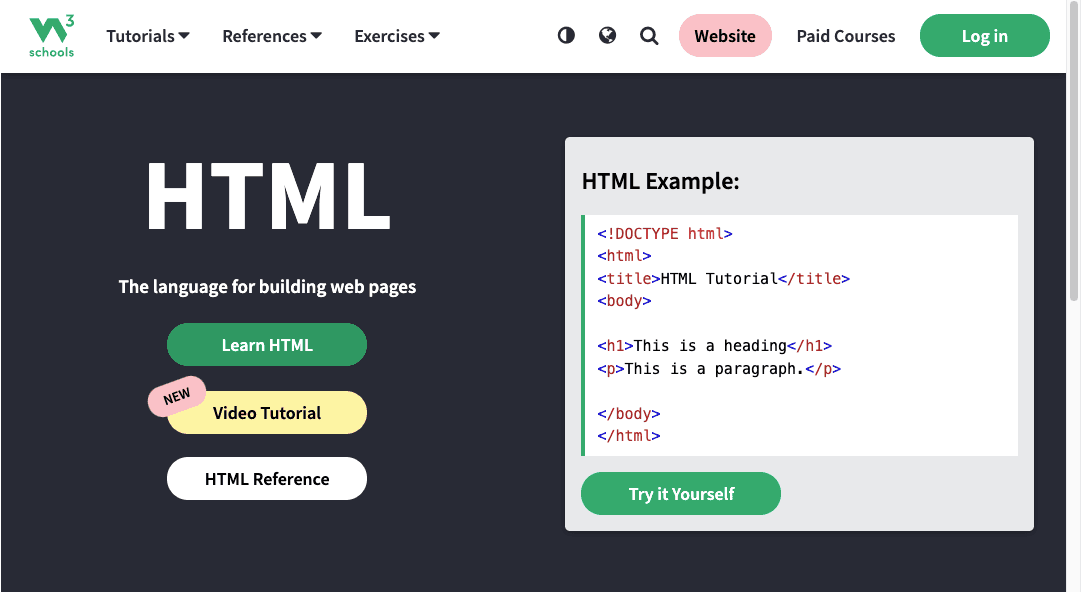 W3
schools
Tutorials References Exercises Website Paid Courses Log in
HTML
The language for building web pages
Learn HTML
NEW
Video Tutorial
HTML Reference
HTML Example:
<!DOCTYPE html>
<html>
<title>HTML Tutorial</title>
<body>
<h1>This is a heading</h1>
<p>This is a paragraph.</p>
</body>
</html>
Try it Yourself